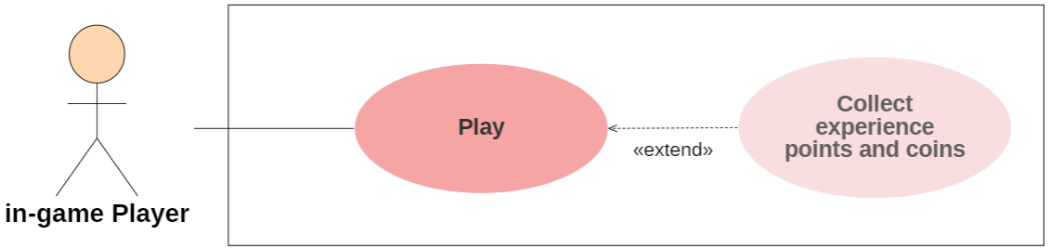 in-game Player
Play
«extend»
Collect
experience
points and coins